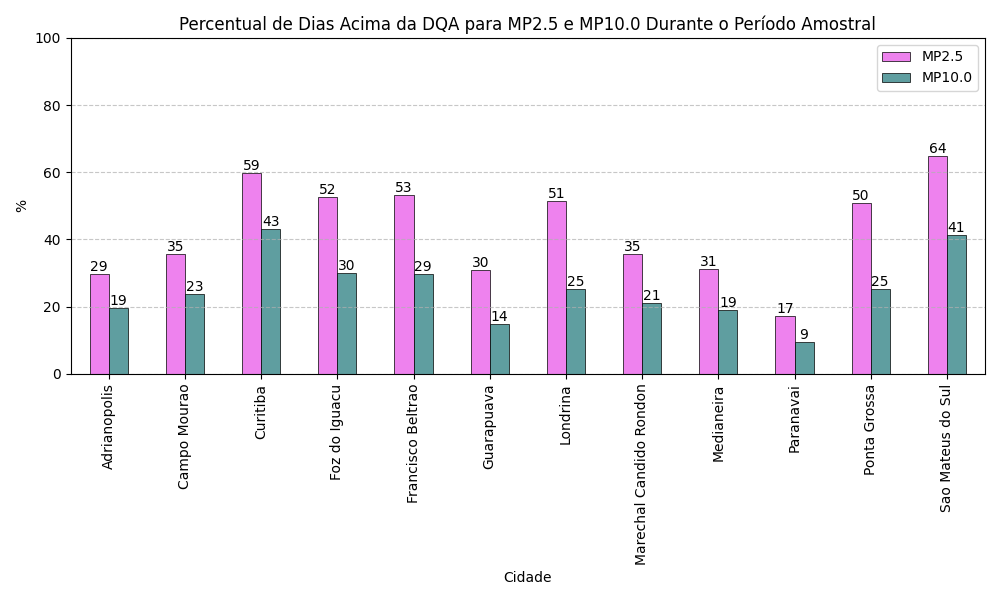 Percentual de Dias Acima da DQA para MP2.5 e MP10.0 Durante o Período Amostral
MP2.5
MP10.0
%
100
80
60
40
20
0
29
19
35
23
59
43
52
30
53
29
30
14
51
25
35
21
31
19
17
9
50
25
64
41
Adrianopolis
Campo Mourao
Curitiba
Foz do Iguacu
Francisco Beltrao
Guarapuava
Londrina
Marechal Candido Rondon
Medianeira
Paranavai
Ponta Grossa
Sao Mateus do Sul
Cidade